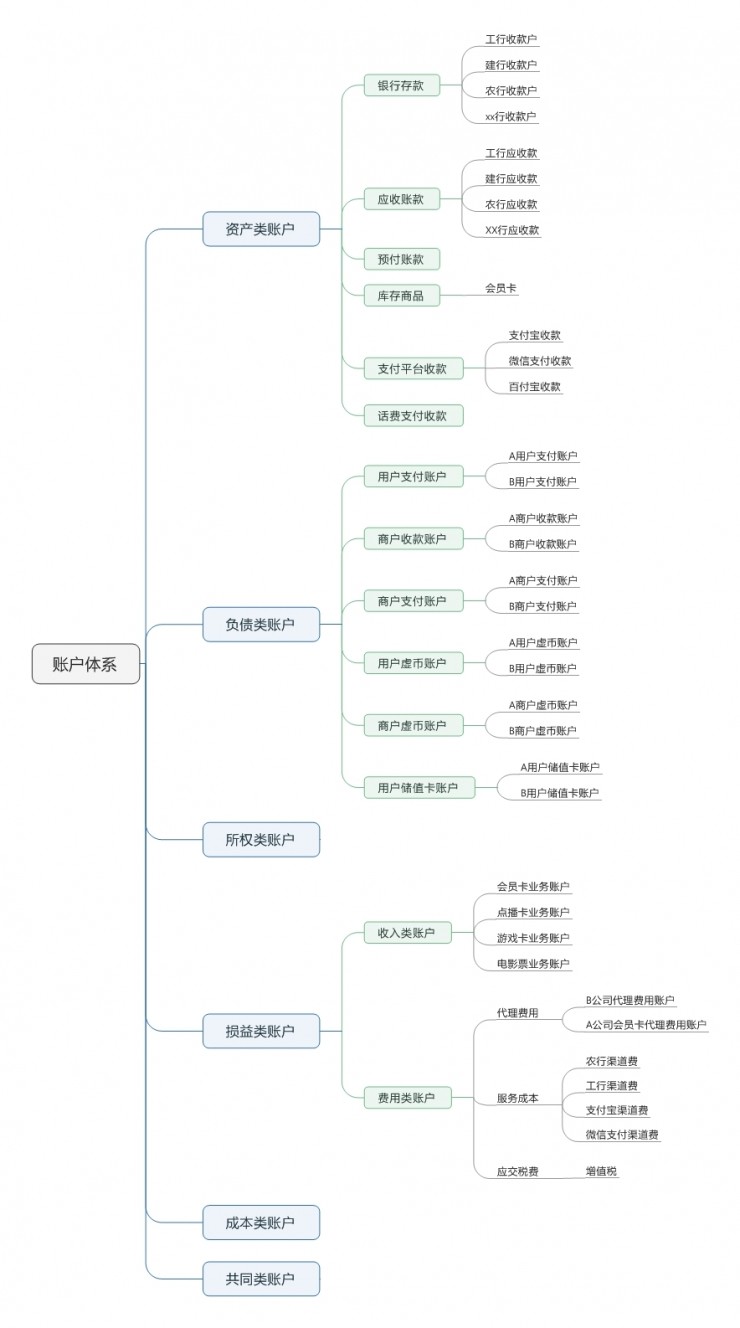 账户体系
资产类账户
银行存款
工行收款户
建行收款户
农行收款户
xx行收款户
应收账款
工行应收款
建行应收款
农行应收款
XX行应收款
预付账款
库存商品
会员卡
支付平台收款
支付宝收款
微信支付收款
百付宝收款
话费支付收款
负债类账户
用户支付账户
A用户支付账户
B用户支付账户
商户收款账户
A商户收款账户
B商户收款账户
商户支付账户
A商户支付账户
B商户支付账户
用户虚币账户
A用户虚币账户
B用户虚币账户
商户虚币账户
A商户虚币账户
B商户虚币账户
用户储值卡账户
A用户储值卡账户
B用户储值卡账户
所权类账户
损益类账户
收入类账户
会员卡业务账户
点播卡业务账户
游戏卡业务账户
电影票业务账户
费用类账户
代理费用
B公司代理费用账户
A公司会员卡代理费用账户
服务成本
农行渠道费
工行渠道费
支付宝渠道费
微信支付渠道费
应交税费
增值税
成本类账户
共同类账户